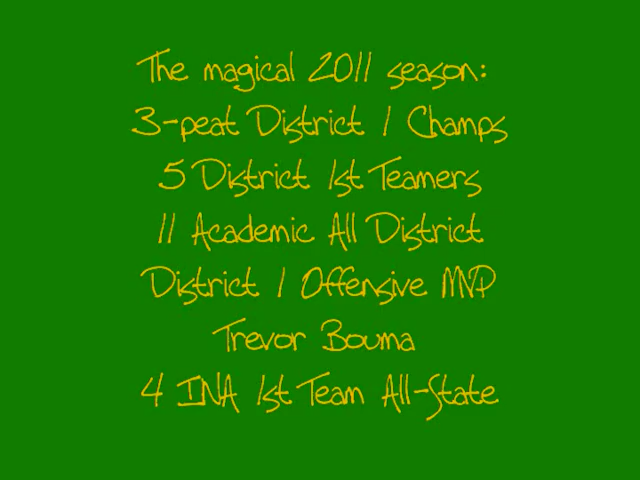 The magical 2011 season:
3-peat District 1 Champs
5 District 1st Teamers
11 Academic All District
District 1 Offensive MVP
Trevor Bouma
4 INA 1st Team All-State